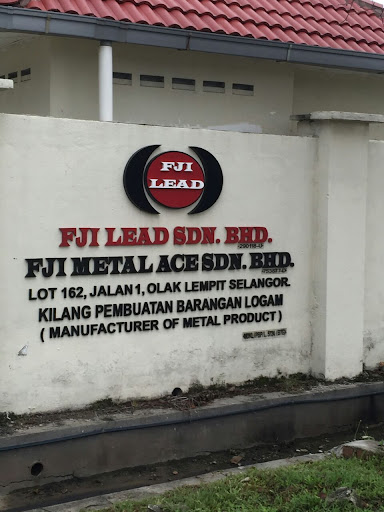 FJI
LEAD
FJI LEAD SDN. BHD.
FJI METAL ACE SDN. BHD.
LOT 162, JALAN 1, OLAK LEMPIT SELANGOR.
KILANG PEMBUATAN BARANGAN LOGAM
( MANUFACTURER OF METAL PRODUCT )